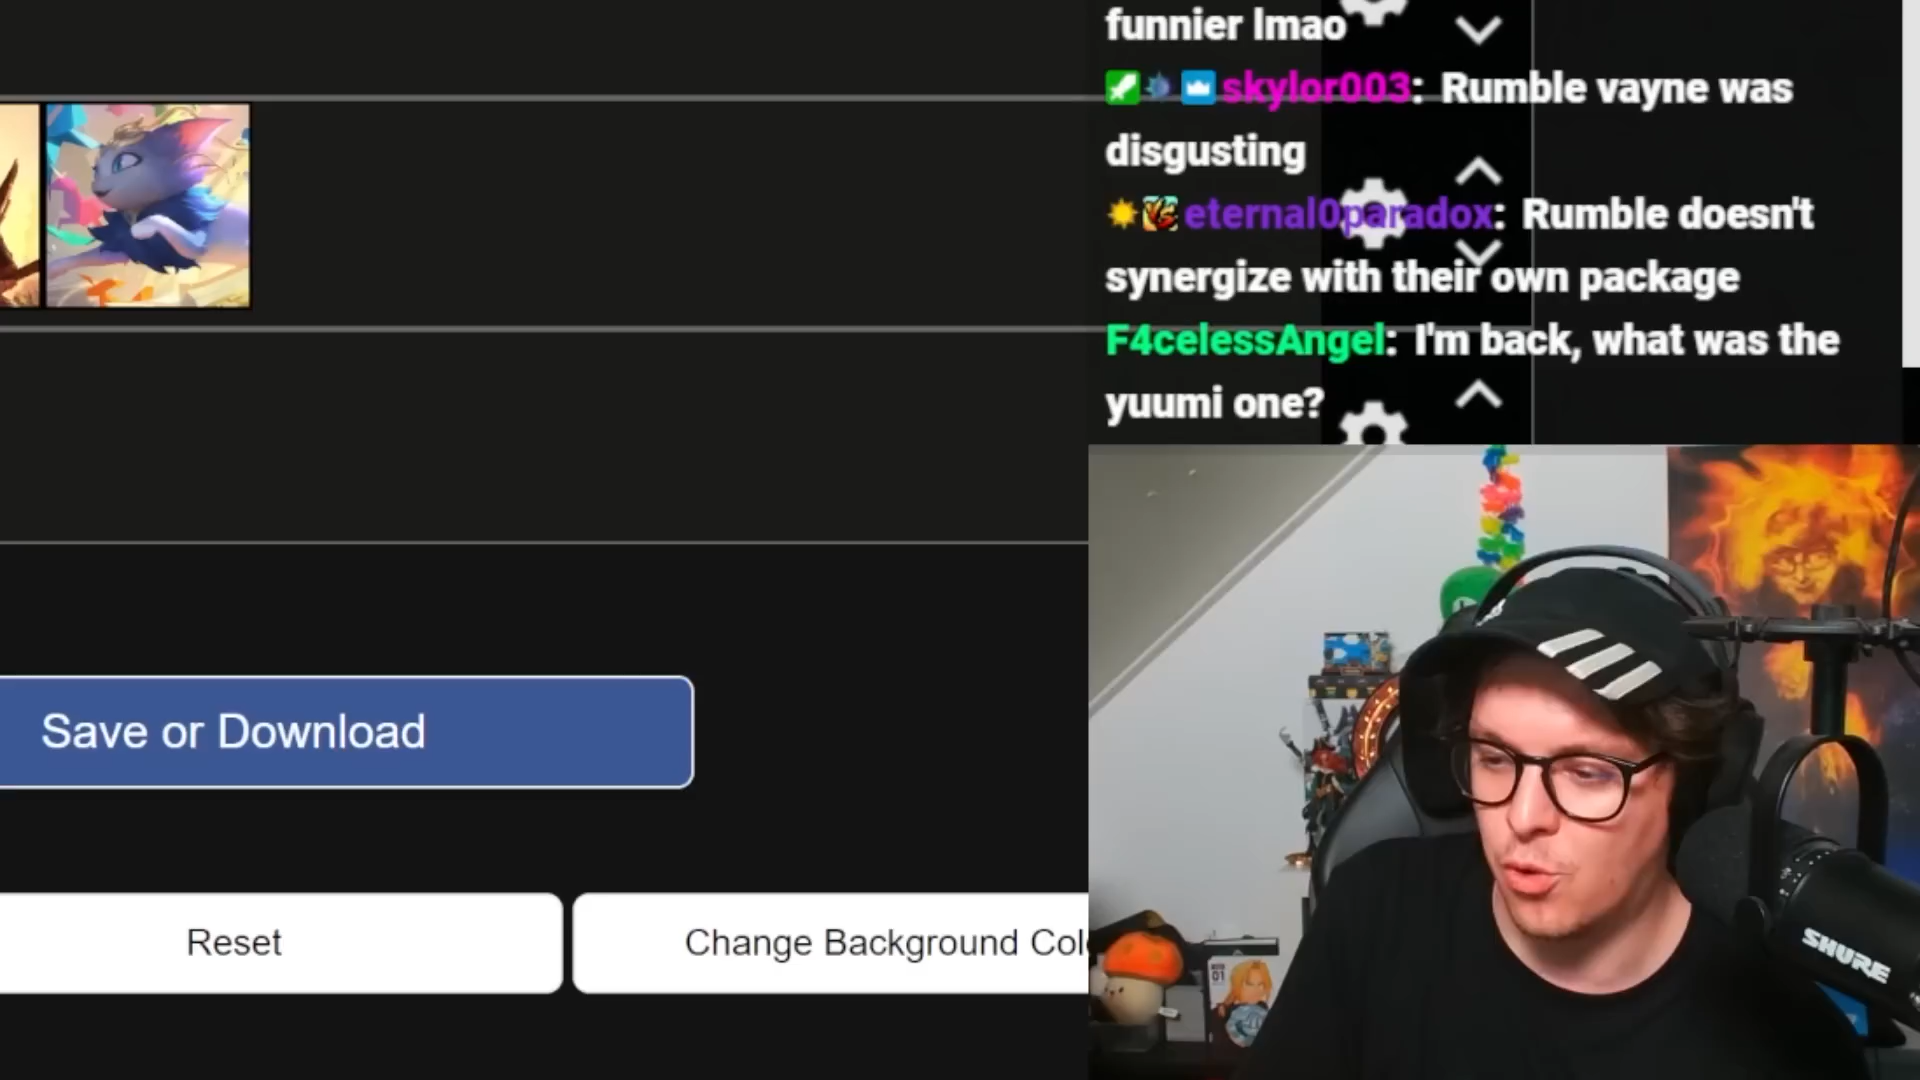 funnier lmao
skylor003: Rumble vayne was
disgusting
eternal0paradox: Rumble doesn't
synergize with their own package
F4celessAngel: I'm back, what was the
yuumi one?
Save or Download
Reset
Change Background Col
01
SHURE